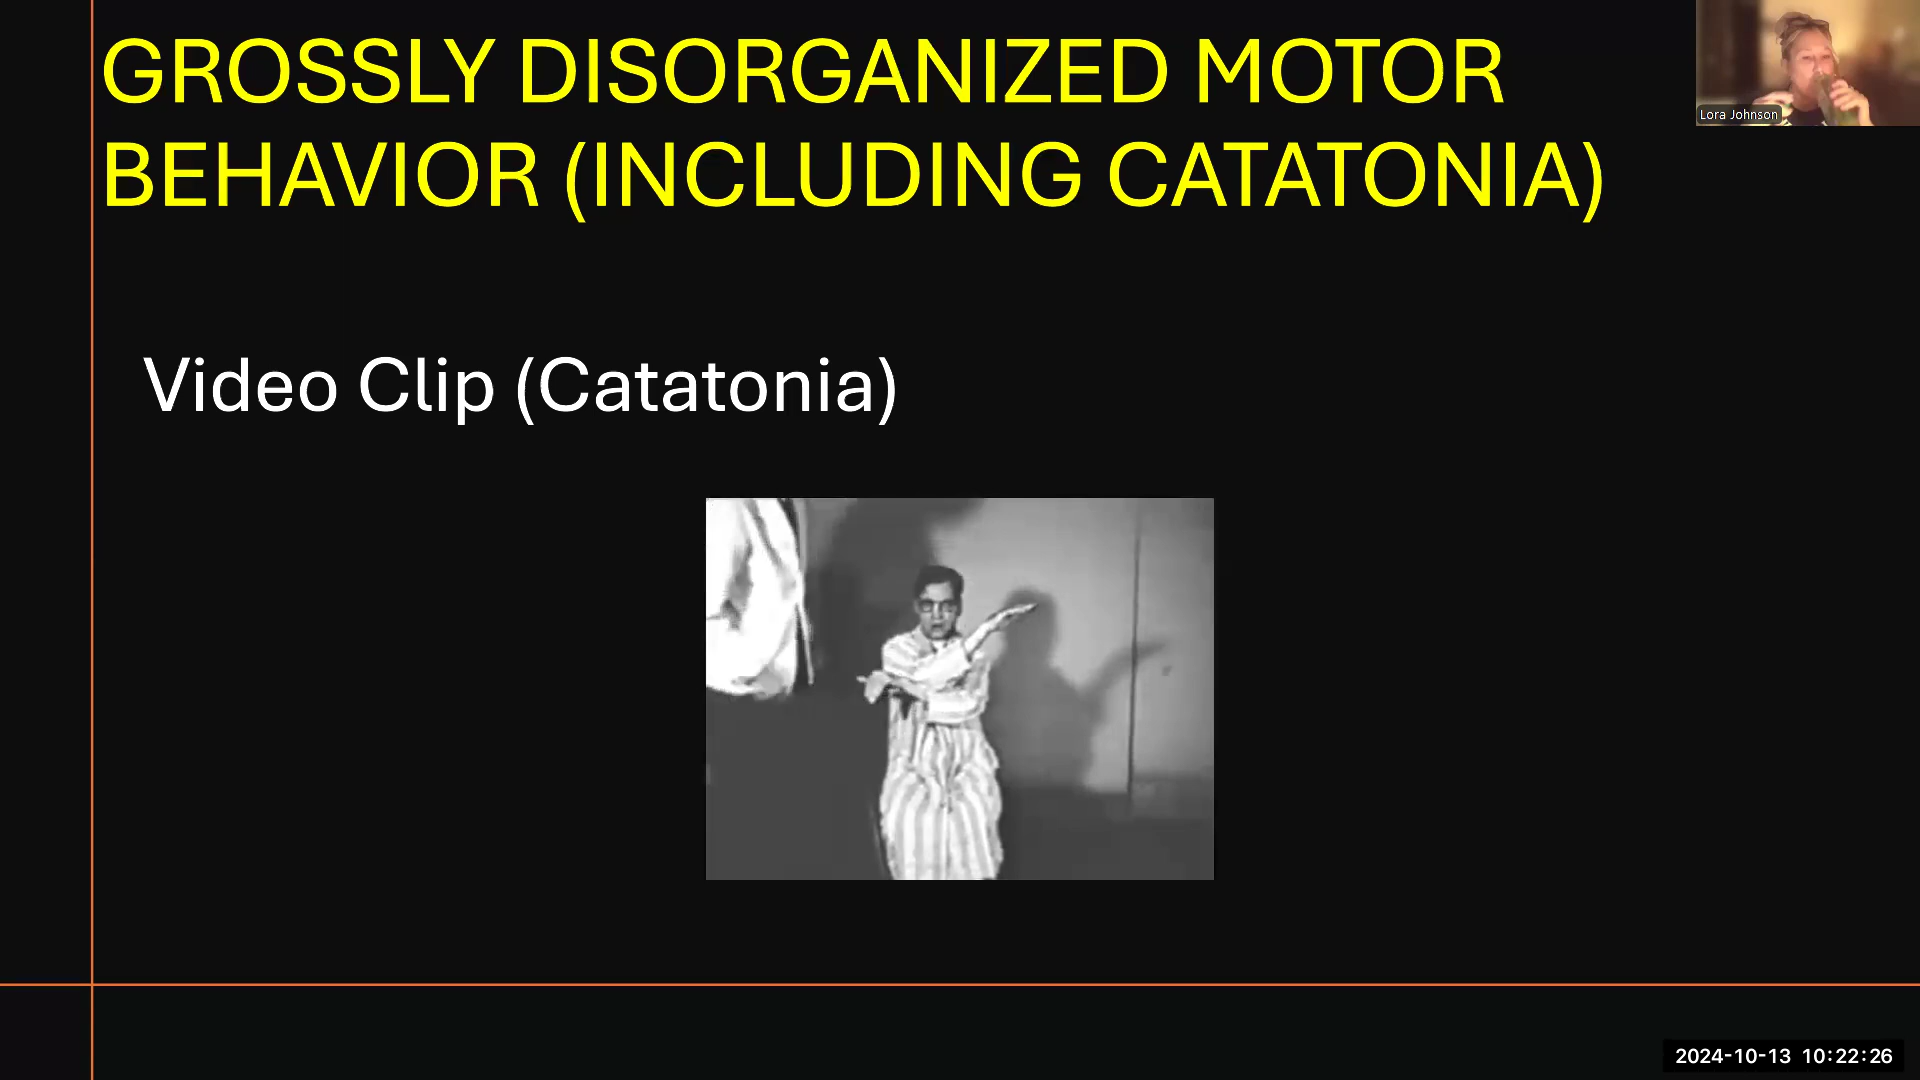 GROSSLY DISORGANIZED MOTOR
BEHAVIOR (INCLUDING CATATONIA)
Lora Johnson
Video Clip (Catatonia)
2024-10-13 10:22:26